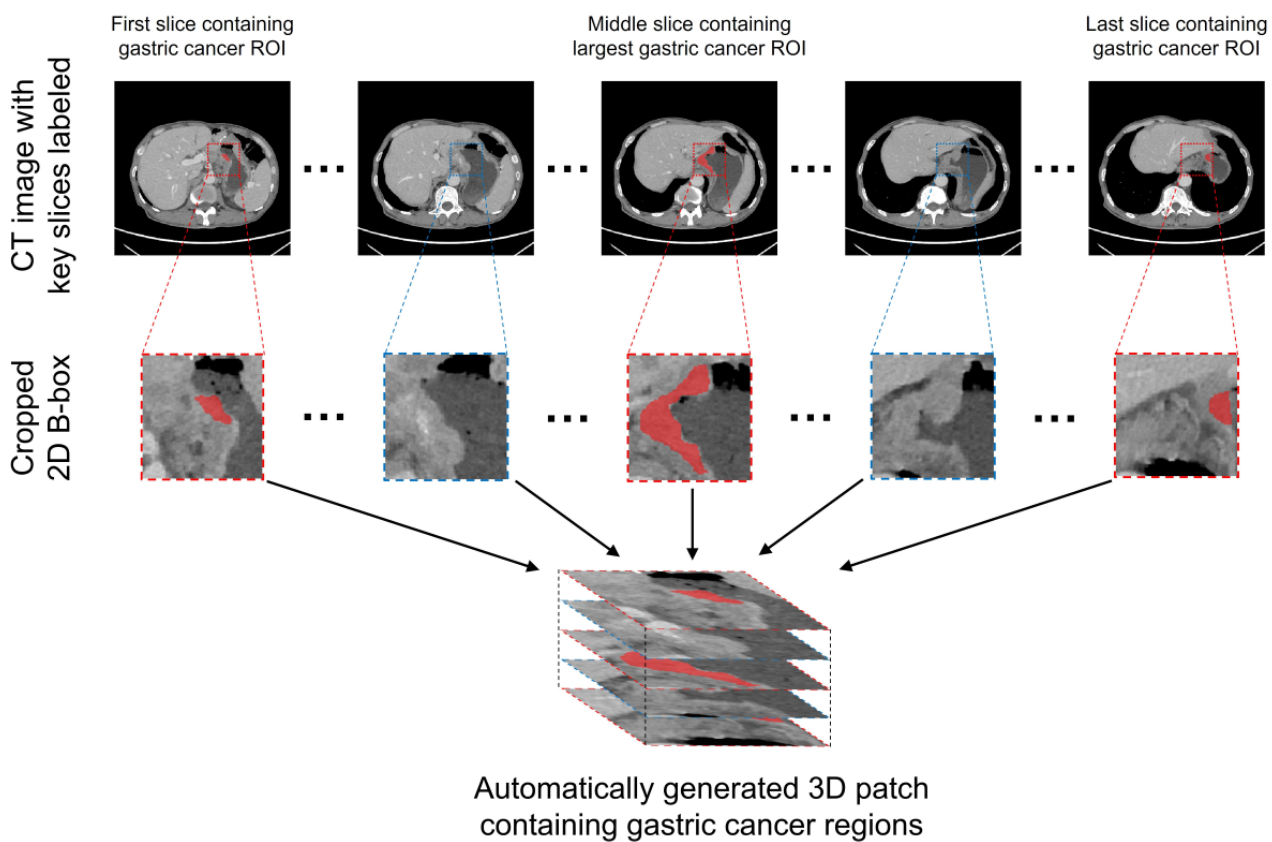 First slice containing
gastric cancer ROI
Middle slice containing
largest gastric cancer ROI
Last slice containing
gastric cancer ROI
CT image with
key slices labeled
Cropped
2D B-box
Automatically generated 3D patch
containing gastric cancer regions